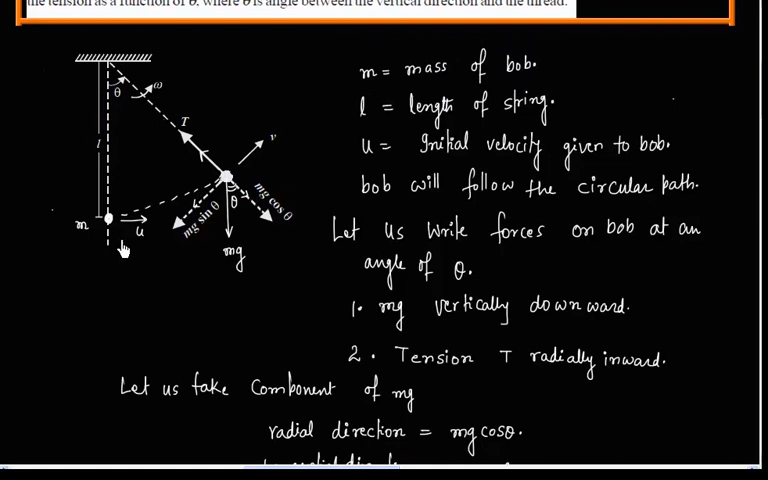 the tension as a function of θ, where θ is angle between the vertical direction and the thread.
m = mass of bob.
l = length of string.
u = Initial velocity given to bob.
bob will follow the circular path.
Let us write forces on bob at an
angle of θ.
1. mg vertically downward.
2. Tension T radially inward.
Let us take component of mg
radial direction = mg cosθ.
θ
ω
T
l
v
m
u
mg sin θ
θ
mg cos θ
mg